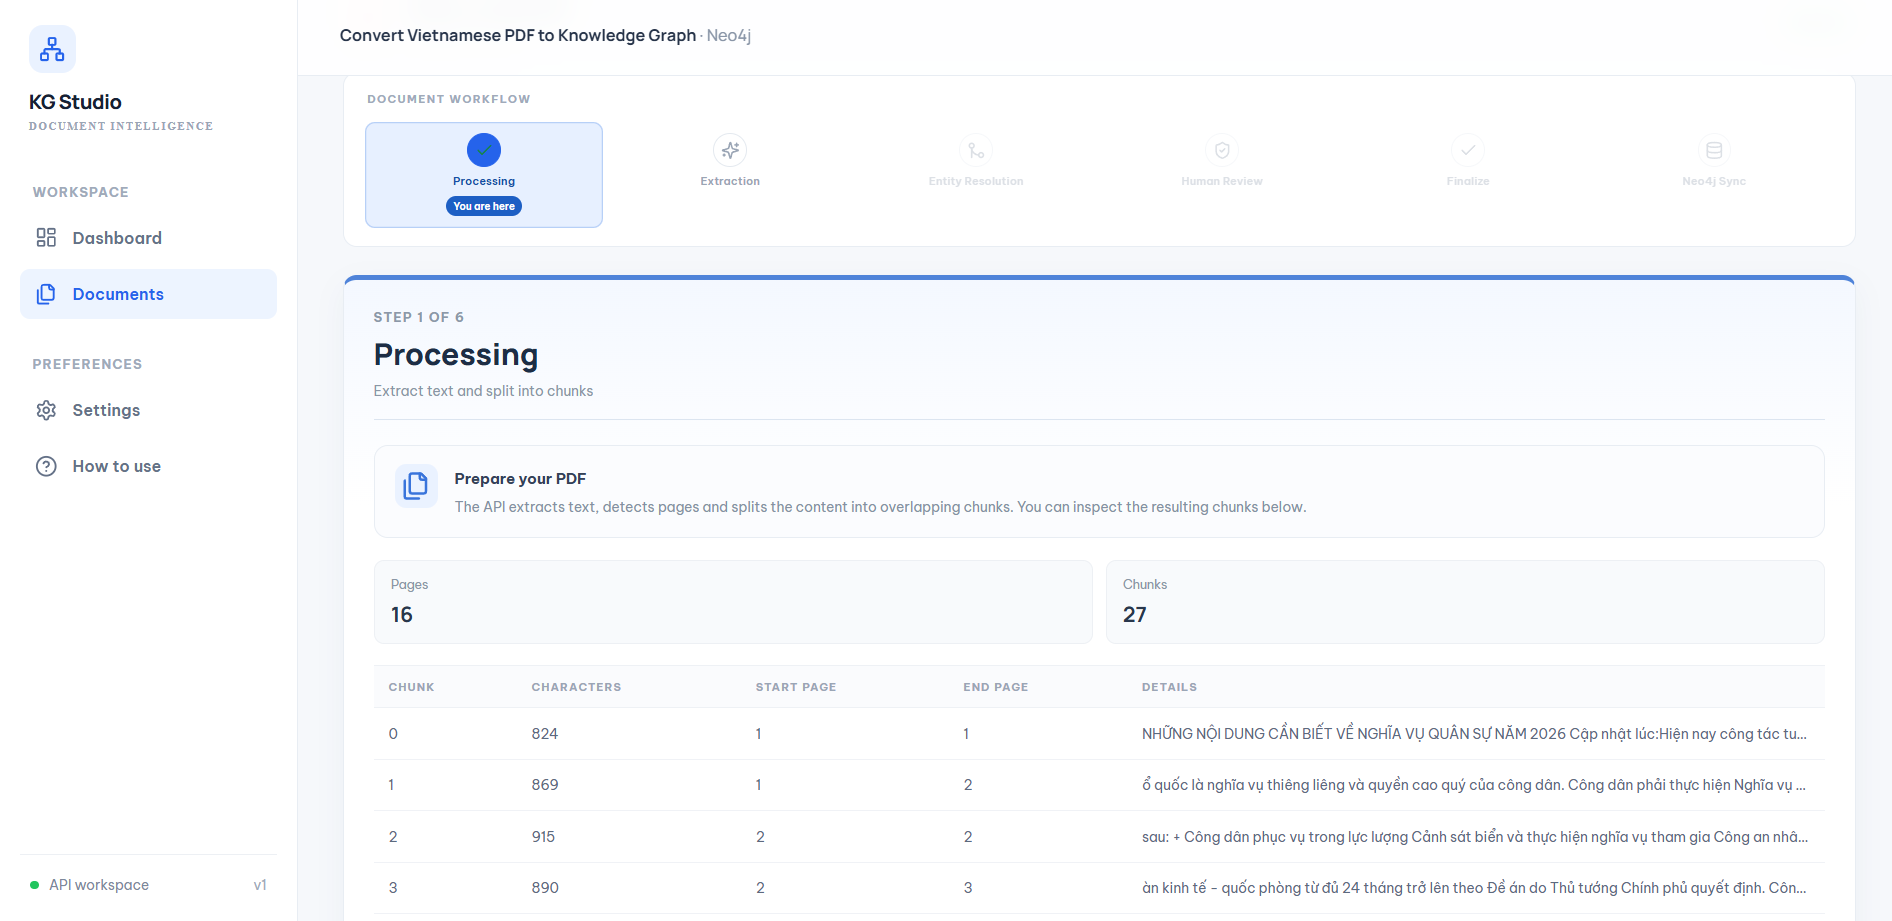 KG Studio
DOCUMENT INTELLIGENCE
WORKSPACE
Dashboard
Documents
PREFERENCES
Settings
How to use
API workspace v1
Convert Vietnamese PDF to Knowledge Graph · Neo4j
DOCUMENT WORKFLOW
Processing
You are here
Extraction
Entity Resolution
Human Review
Finalize
Neo4j Sync
STEP 1 OF 6
Processing
Extract text and split into chunks
Prepare your PDF
The API extracts text, detects pages and splits the content into overlapping chunks. You can inspect the resulting chunks below.
Pages
16
Chunks
27
CHUNK CHARACTERS START PAGE END PAGE DETAILS
0 824 1 1 NHỮNG NỘI DUNG CẦN BIẾT VỀ NGHĨA VỤ QUÂN SỰ NĂM 2026 Cập nhật lúc:Hiện nay công tác tu...
1 869 1 2 ổ quốc là nghĩa vụ thiêng liêng và quyền cao quý của công dân. Công dân phải thực hiện Nghĩa vụ ...
2 915 2 2 sau: + Công dân phục vụ trong lực lượng Cảnh sát biển và thực hiện nghĩa vụ tham gia Công an nhâ...
3 890 2 3 àn kinh tế - quốc phòng từ đủ 24 tháng trở lên theo Đề án do Thủ tướng Chính phủ quyết định. Côn...